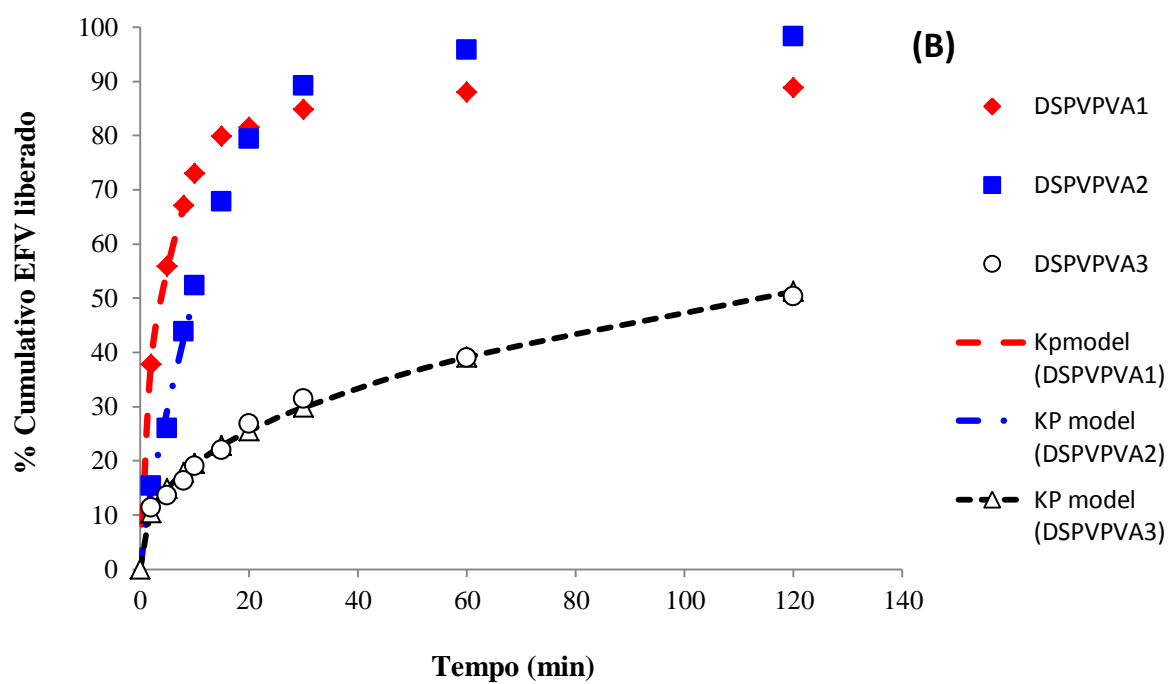 % Cumulativo EFV liberado
100
90
80
70
60
50
40
30
20
10
0
0 20 40 60 80 100 120 140
Tempo (min)
(B)
DSPVPVA1
DSPVPVA2
DSPVPVA3
Kpmodel
(DSPVPVA1)
KP model
(DSPVPVA2)
KP model
(DSPVPVA3)